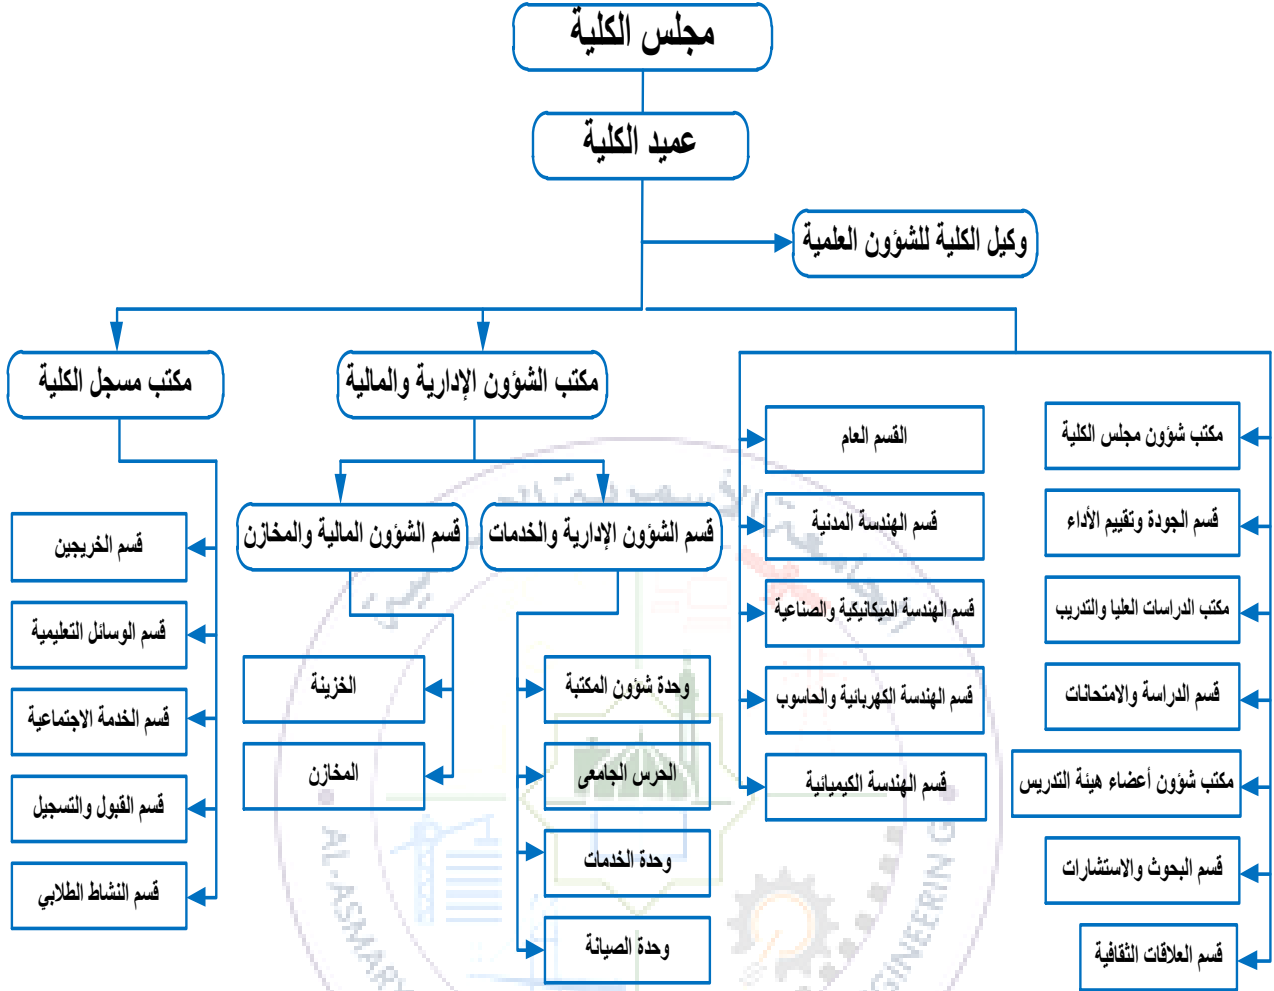 مجلس الكلية
عميد الكلية
وكيل الكلية للشؤون العلمية
مكتب شؤون مجلس الكلية
قسم الجودة وتقييم الأداء
مكتب الدراسات العليا والتدريب
قسم الدراسة والامتحانات
مكتب شؤون أعضاء هيئة التدريس
قسم البحوث والاستشارات
قسم العلاقات الثقافية
القسم العام
قسم الهندسة المدنية
قسم الهندسة الميكانيكية والصناعية
قسم الهندسة الكهربائية والحاسوب
قسم الهندسة الكيميائية
مكتب الشؤون الإدارية والمالية
قسم الشؤون الإدارية والخدمات
وحدة شؤون المكتبة
الحرس الجامعى
وحدة الخدمات
وحدة الصيانة
قسم الشؤون المالية والمخازن
الخزينة
المخازن
مكتب مسجل الكلية
قسم الخريجين
قسم الوسائل التعليمية
قسم الخدمة الاجتماعية
قسم القبول والتسجيل
قسم النشاط الطلابي
AL-ASMARY